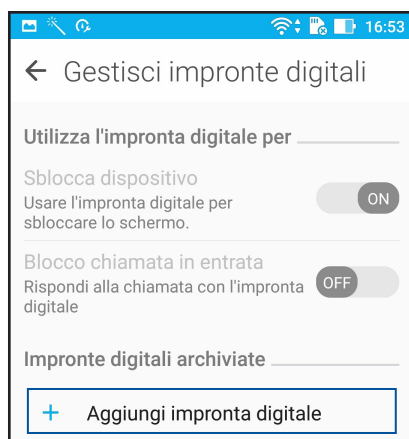 16:53
Gestisci impronte digitali
Utilizza l'impronta digitale per
Sblocca dispositivo
Usare l'impronta digitale per
sbloccare lo schermo.
ON
Blocco chiamata in entrata
Rispondi alla chiamata con l'impronta
digitale
OFF
Impronte digitali archiviate
+ Aggiungi impronta digitale